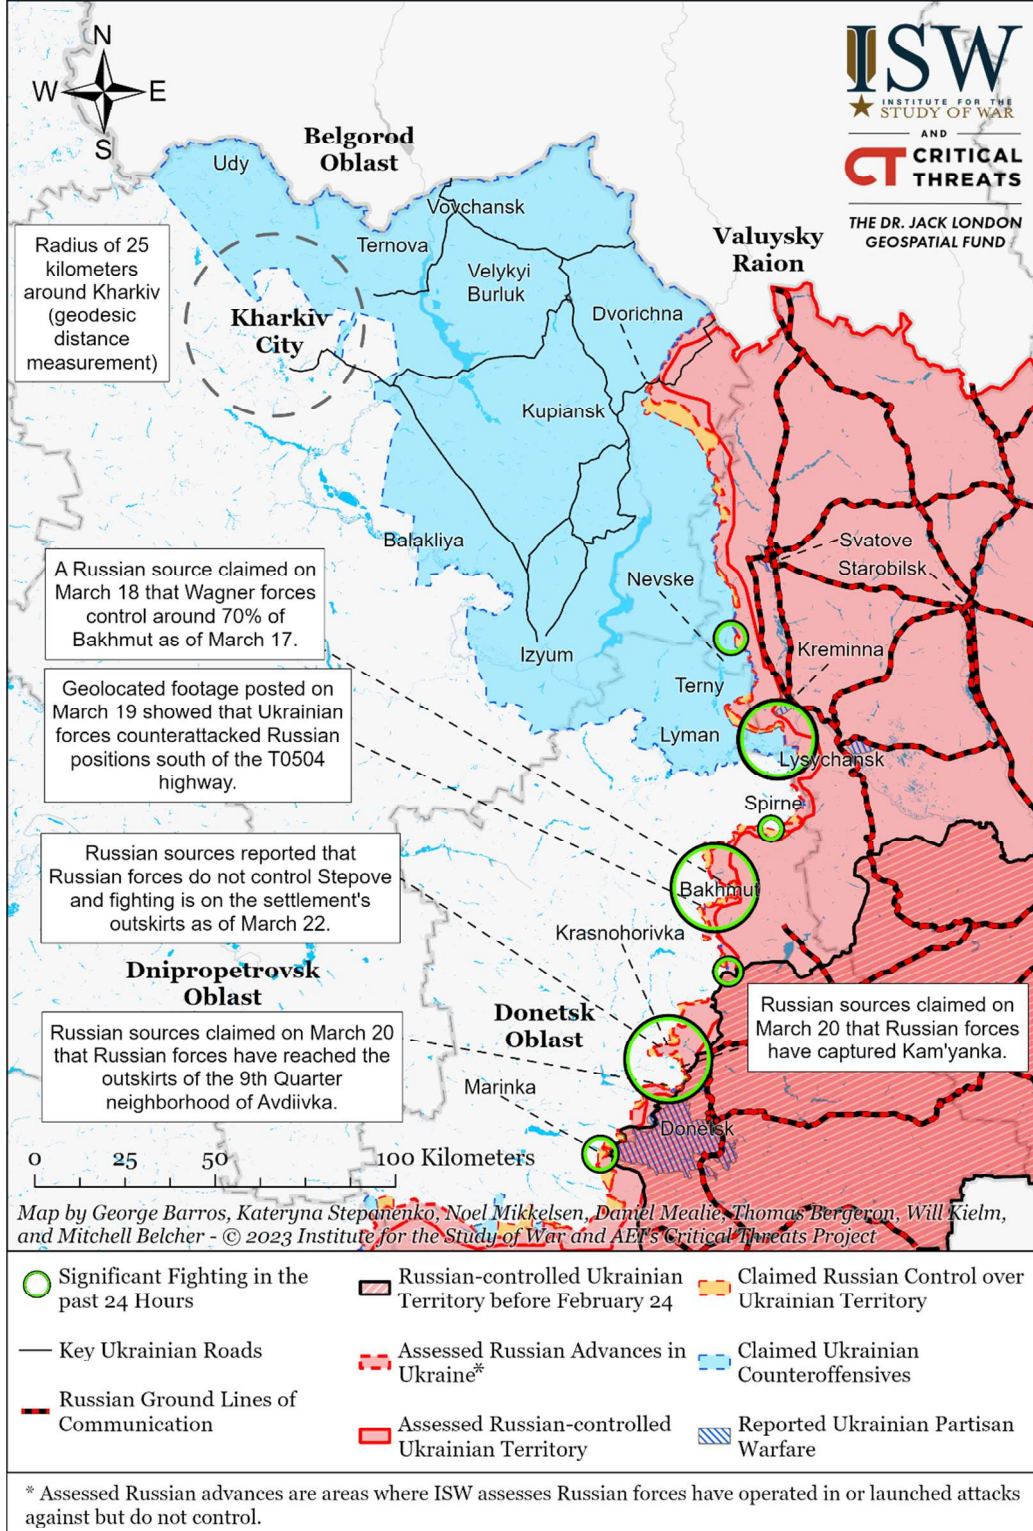 N
W E
S
ISW
INSTITUTE FOR THE
STUDY OF WAR
AND
CT CRITICAL
THREATS
THE DR. JACK LONDON
GEOSPATIAL FUND
Belgorod
Oblast
Udy
Vovchansk
Ternova
Valuysky
Raion
Radius of 25
kilometers
around Kharkiv
(geodesic
distance
measurement)
Velykyi
Burluk
Kharkiv
City
Dvorichna
Kupiansk
Balakliya
Svatove
Starobilsk
Nevske
A Russian source claimed on
March 18 that Wagner forces
control around 70% of
Bakhmut as of March 17.
Izyum
Kreminna
Terny
Geolocated footage posted on
March 19 showed that Ukrainian
forces counterattacked Russian
positions south of the T0504
highway.
Lyman
Lysychansk
Spirne
Russian sources reported that
Russian forces do not control Stepove
and fighting is on the settlement's
outskirts as of March 22.
Bakhmut
Krasnohorivka
Dnipropetrovsk
Oblast
Donetsk
Oblast
Russian sources claimed on
March 20 that Russian forces
have captured Kam'yanka.
Russian sources claimed on March 20
that Russian forces have reached the
outskirts of the 9th Quarter
neighborhood of Avdiivka.
Marinka
Donetsk
0 25 50 100 Kilometers
Map by George Barros, Kateryna Stepanenko, Noel Mikkelsen, Daniel Mealie, Thomas Bergeron, Will Kielm,
and Mitchell Belcher - © 2023 Institute for the Study of War and AEI's Critical Threats Project
Significant Fighting in the
past 24 Hours
Key Ukrainian Roads
Russian Ground Lines of
Communication
Russian-controlled Ukrainian
Territory before February 24
Assessed Russian Advances in
Ukraine*
Assessed Russian-controlled
Ukrainian Territory
Claimed Russian Control over
Ukrainian Territory
Claimed Ukrainian
Counteroffensives
Reported Ukrainian Partisan
Warfare
* Assessed Russian advances are areas where ISW assesses Russian forces have operated in or launched attacks
against but do not control.